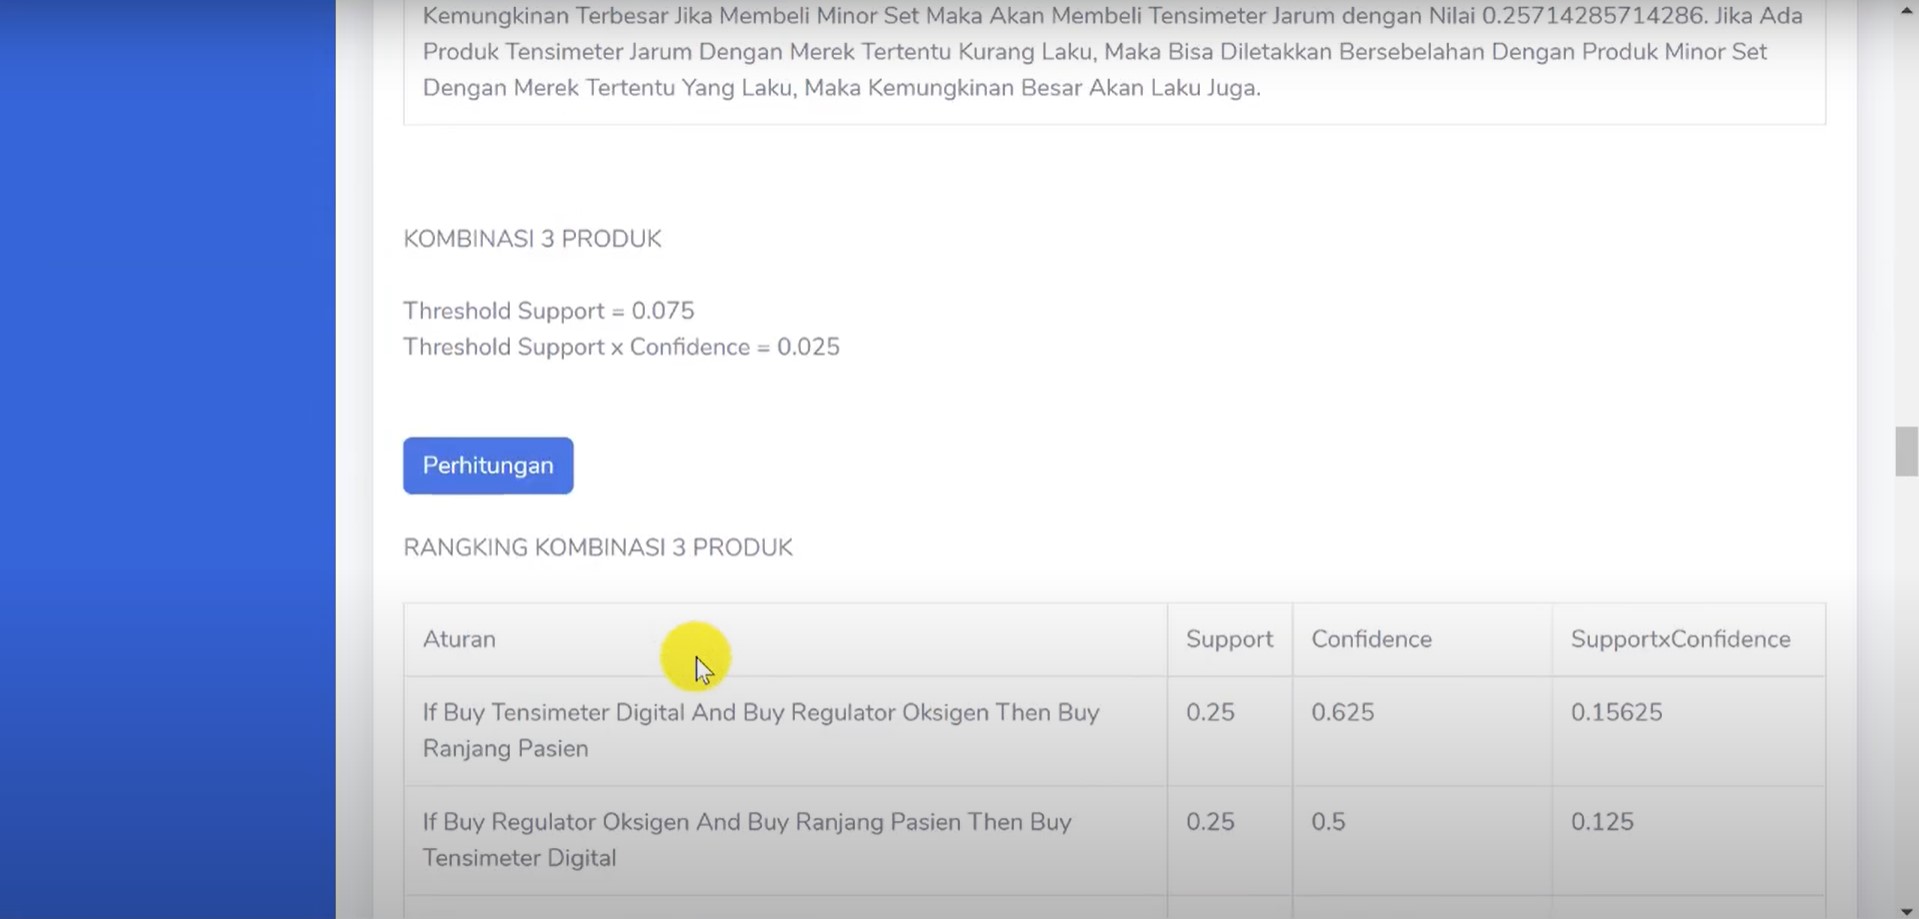 Kemungkinan Terbesar Jika Membeli Minor Set Maka Akan Membeli Tensimeter Jarum dengan Nilai 0.25714285714286. Jika Ada
Produk Tensimeter Jarum Dengan Merek Tertentu Kurang Laku, Maka Bisa Diletakkan Bersebelahan Dengan Produk Minor Set
Dengan Merek Tertentu Yang Laku, Maka Kemungkinan Besar Akan Laku Juga.
KOMBINASI 3 PRODUK
Threshold Support = 0.075
Threshold Support x Confidence = 0.025
Perhitungan
RANGKING KOMBINASI 3 PRODUK
Aturan Support Confidence SupportxConfidence
If Buy Tensimeter Digital And Buy Regulator Oksigen Then Buy 0.25 0.625 0.15625
Ranjang Pasien
If Buy Regulator Oksigen And Buy Ranjang Pasien Then Buy 0.25 0.5 0.125
Tensimeter Digital